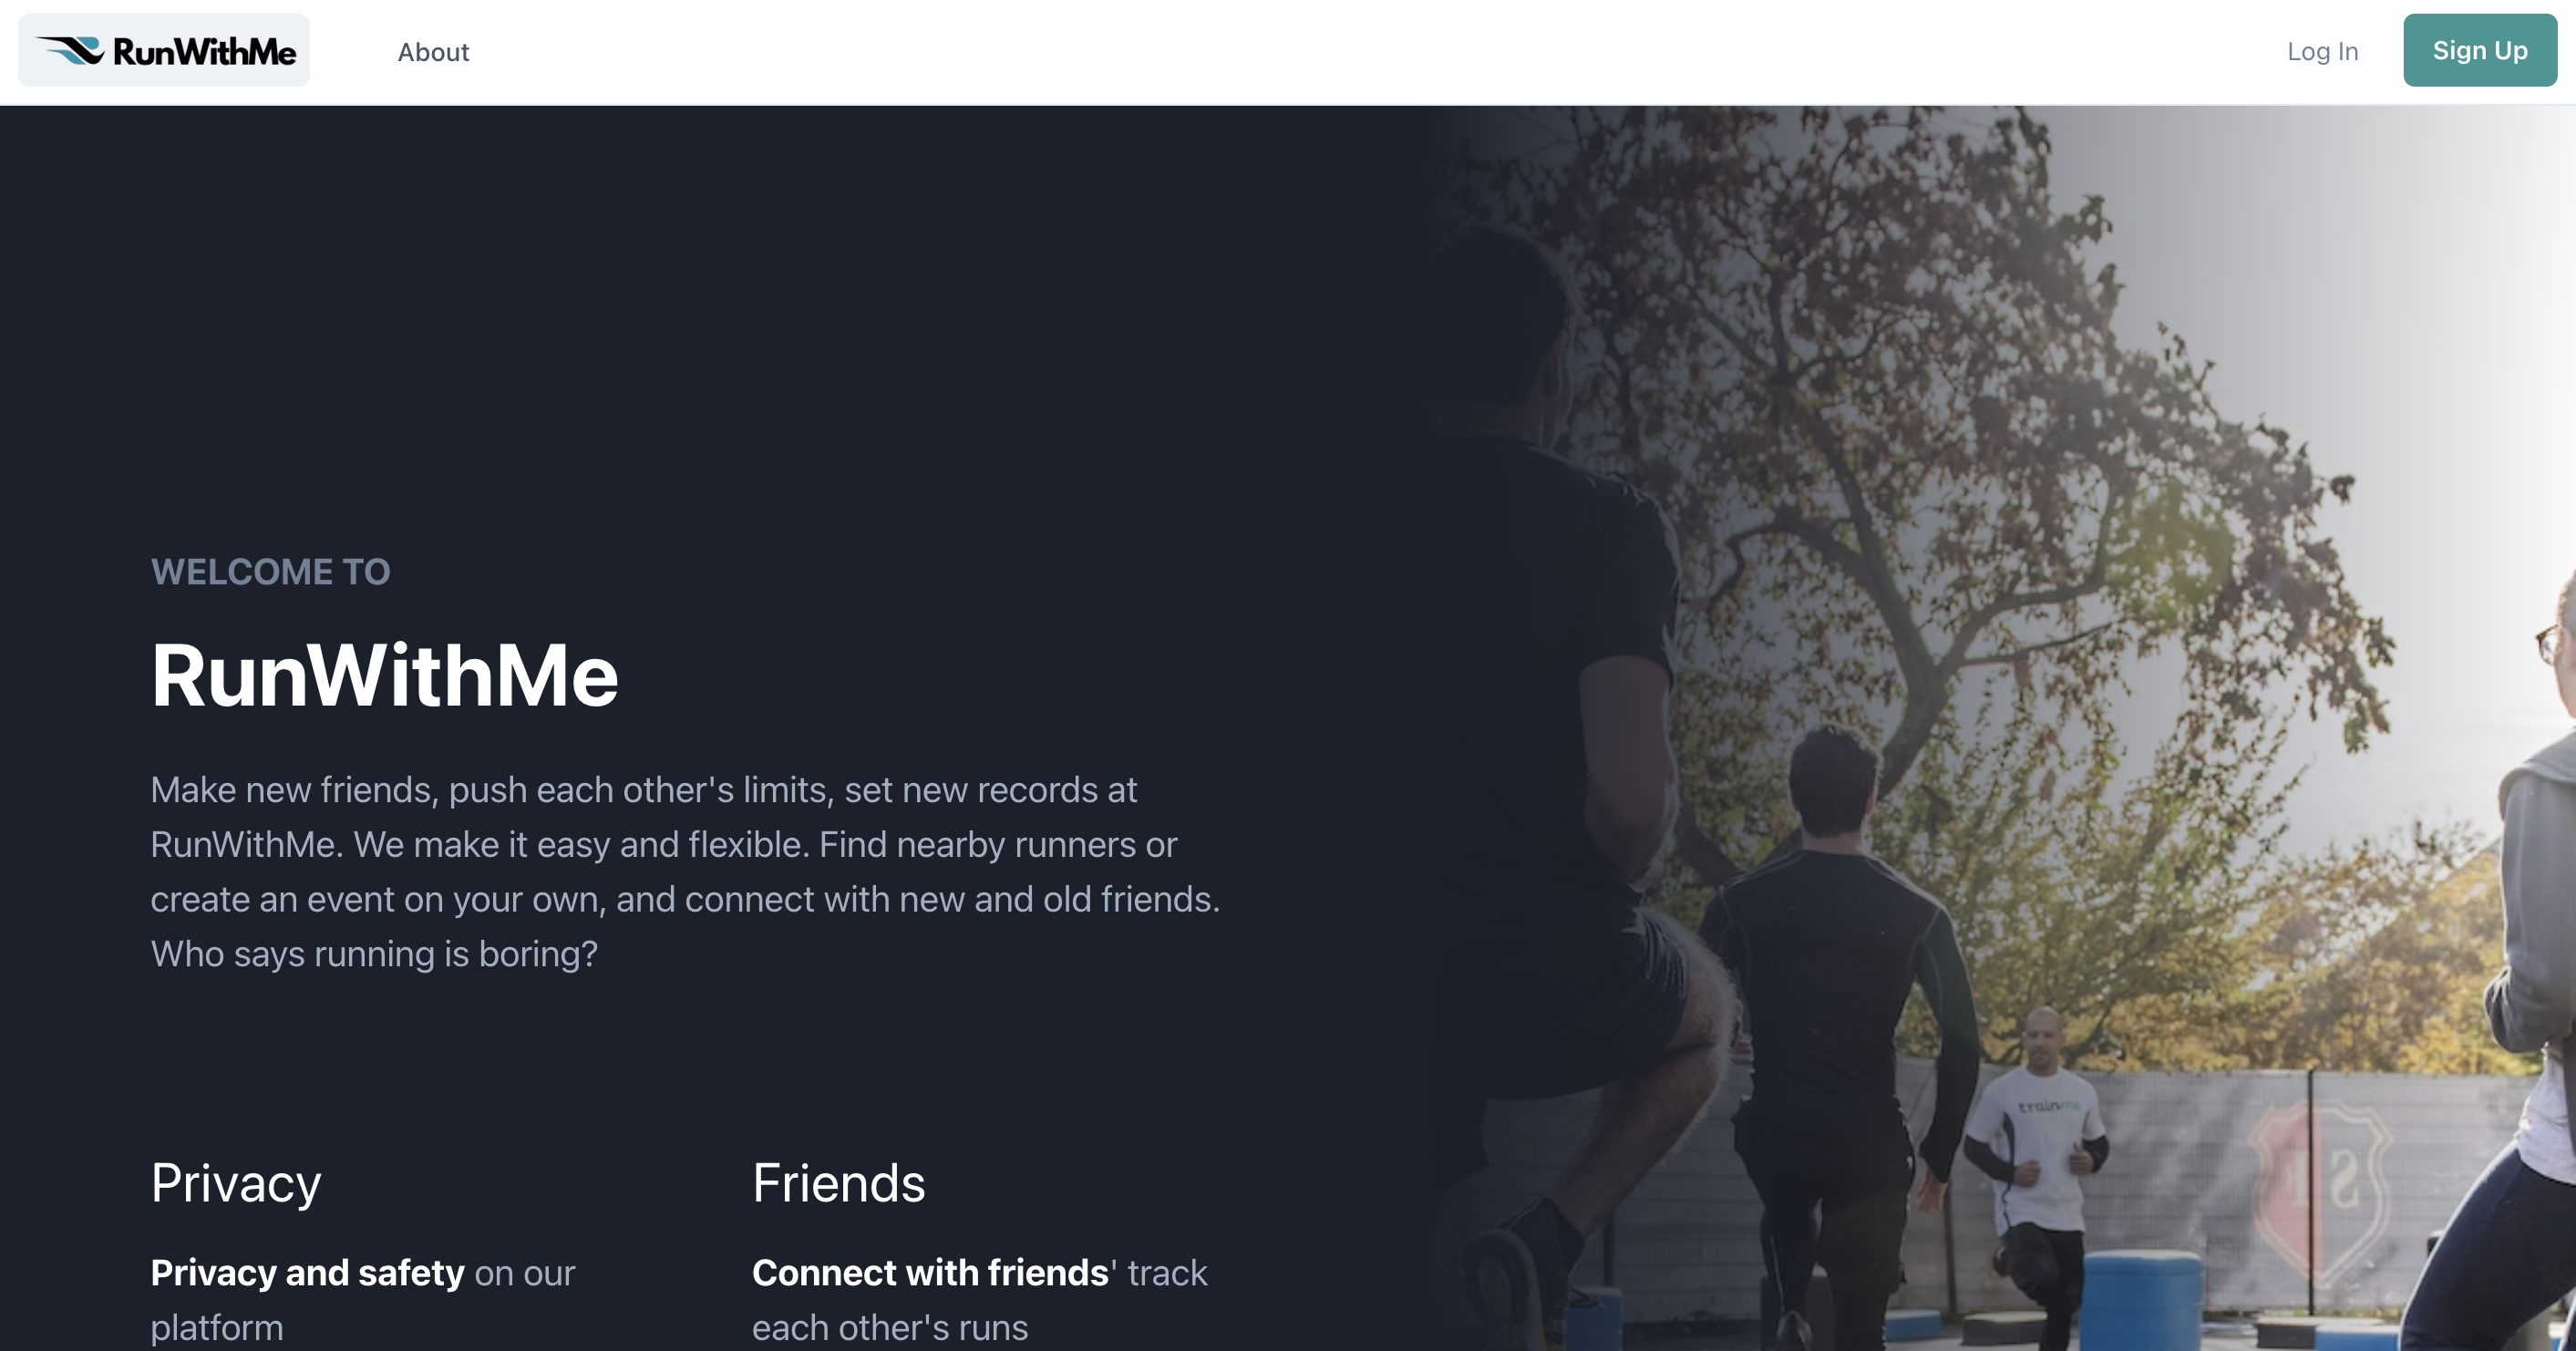 RunWithMe
About
Log In
Sign Up
WELCOME TO
RunWithMe
Make new friends, push each other's limits, set new records at
RunWithMe. We make it easy and flexible. Find nearby runners or
create an event on your own, and connect with new and old friends.
Who says running is boring?
Privacy
Privacy and safety on our
platform
Friends
Connect with friends' track
each other's runs
trainme